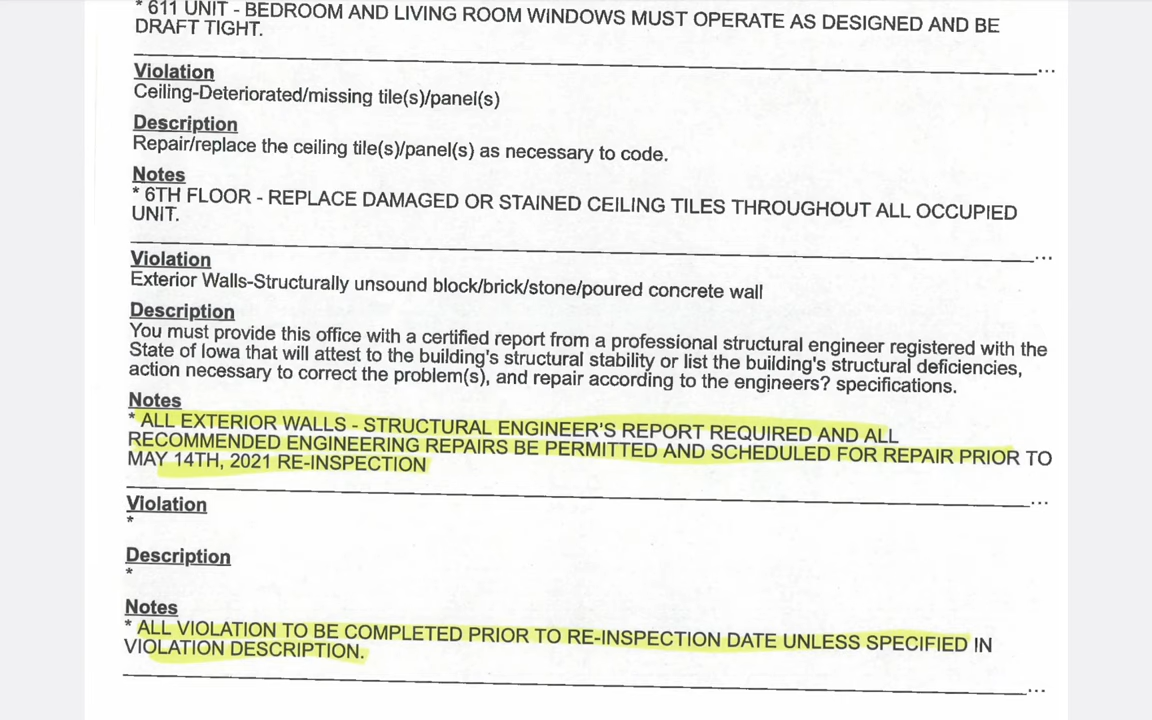 * 611 UNIT - BEDROOM AND LIVING ROOM WINDOWS MUST OPERATE AS DESIGNED AND BE
DRAFT TIGHT.
...
Violation
Ceiling-Deteriorated/missing tile(s)/panel(s)
Description
Repair/replace the ceiling tile(s)/panel(s) as necessary to code.
Notes
* 6TH FLOOR - REPLACE DAMAGED OR STAINED CEILING TILES THROUGHOUT ALL OCCUPIED
UNIT.
...
Violation
Exterior Walls-Structurally unsound block/brick/stone/poured concrete wall
Description
You must provide this office with a certified report from a professional structural engineer registered with the
State of Iowa that will attest to the building's structural stability or list the building's structural deficiencies,
action necessary to correct the problem(s), and repair according to the engineers? specifications.
Notes
* ALL EXTERIOR WALLS - STRUCTURAL ENGINEER'S REPORT REQUIRED AND ALL
RECOMMENDED ENGINEERING REPAIRS BE PERMITTED AND SCHEDULED FOR REPAIR PRIOR TO
MAY 14TH, 2021 RE-INSPECTION
...
Violation
*
Description
*
Notes
* ALL VIOLATION TO BE COMPLETED PRIOR TO RE-INSPECTION DATE UNLESS SPECIFIED IN
VIOLATION DESCRIPTION.
...